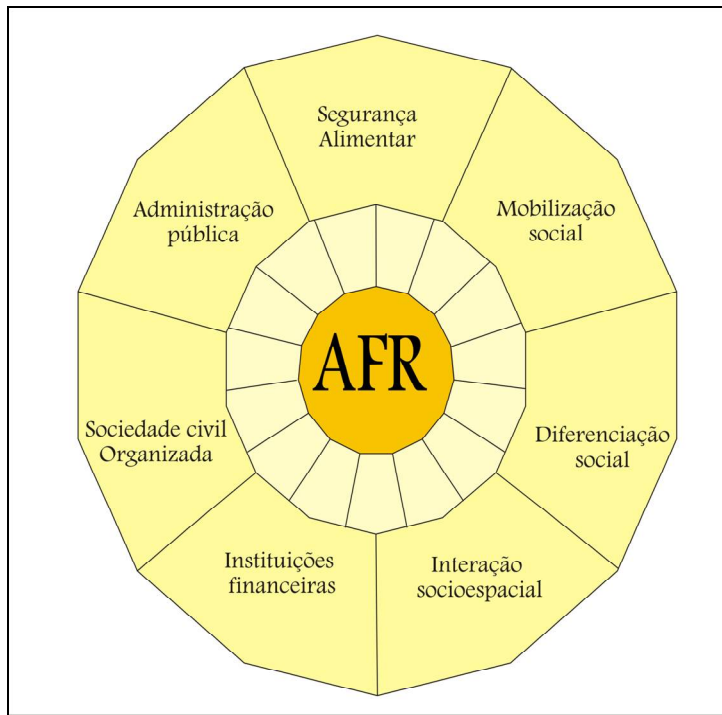 Segurança
Alimentar
Mobilização
social
Diferenciação
social
Interação
socioespacial
Instituições
financeiras
Sociedade civil
Organizada
Administração
pública
AFR